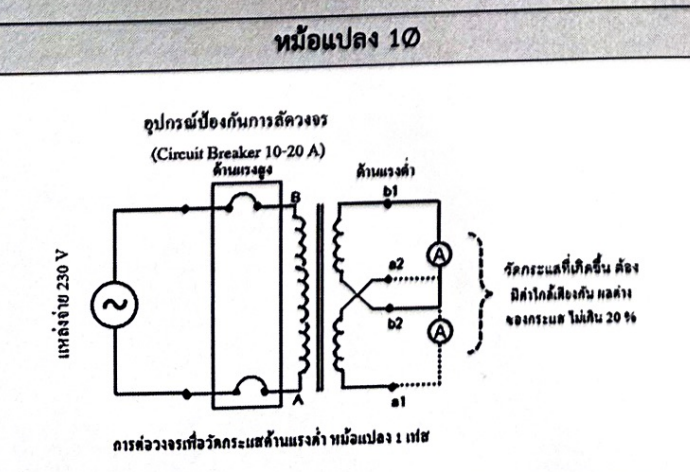 หม้อแปลง 1Ø
อุปกรณ์ป้องกันการลัดวงจร
(Circuit Breaker 10-20 A)
ด้านแรงสูง
ด้านแรงต่ำ
แหล่งจ่าย 230 V
B
A
b1
a2
b2
a1
A
A
วัดกระแสที่เกิดขึ้น ต้อง
มีค่าใกล้เคียงกัน ผลต่าง
ของกระแส ไม่เกิน 20 %
การต่อวงจรเพื่อวัดกระแสด้านแรงต่ำ หม้อแปลง 1 เฟส